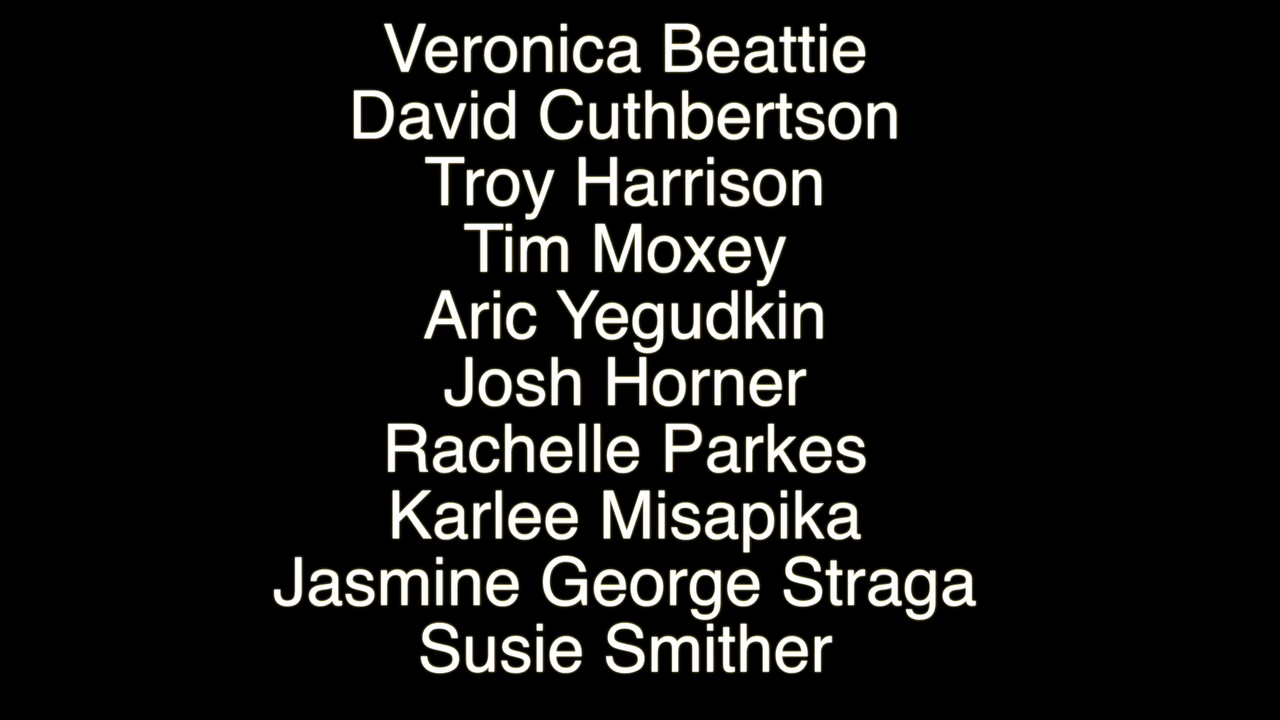 Veronica Beattie
David Cuthbertson
Troy Harrison
Tim Moxey
Aric Yegudkin
Josh Horner
Rachelle Parkes
Karlee Misapika
Jasmine George Straga
Susie Smither